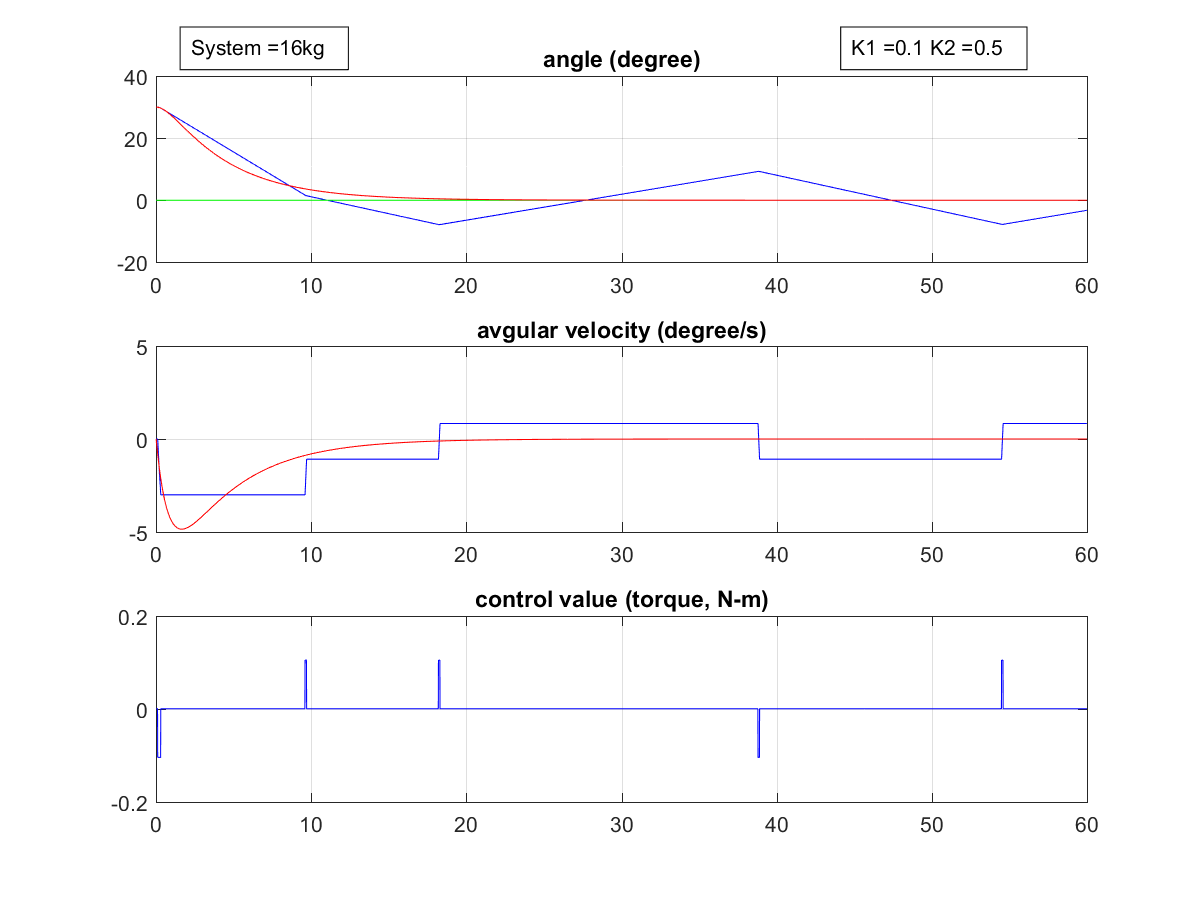 System =16kg
K1 =0.1 K2 =0.5
angle (degree)
40
20
0
-20
0 10 20 30 40 50 60
avgular velocity (degree/s)
5
0
-5
0 10 20 30 40 50 60
control value (torque, N-m)
0.2
0
-0.2
0 10 20 30 40 50 60